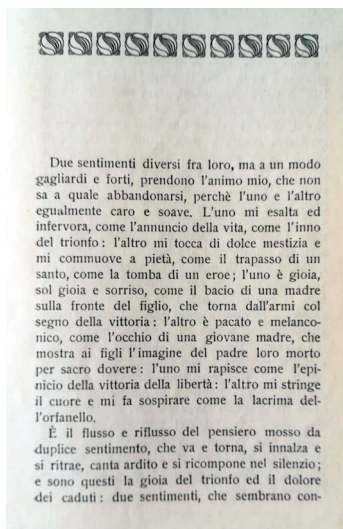 Due sentimenti diversi fra loro, ma a un modo
gagliardi e forti, prendono l'animo mio, che non
sa a quale abbandonarsi, perchè l'uno e l'altro
egualmente caro e soave. L'uno mi esalta ed
infervora, come l'annuncio della vita, come l'inno
del trionfo: l'altro mi tocca di dolce mestizia e
mi commuove a pietà, come il trapasso di un
santo, come la tomba di un eroe; l'uno è gioia,
sol gioia e sorriso, come il bacio di una madre
sulla fronte del figlio, che torna dall'armi col
segno della vittoria: l'altro è pacato e melanco-
nico, come l'occhio di una giovane madre, che
mostra ai figli l'imagine del padre loro morto
per sacro dovere: l'uno mi rapisce come l'epi-
nicio della vittoria della libertà: l'altro mi stringe
il cuore e mi fa sospirare come la lacrima del-
l'orfanello.
È il flusso e riflusso del pensiero mosso da
duplice sentimento, che va e torna, si innalza e
si ritrae, canta ardito e si ricompone nel silenzio;
e sono questi la gioia del trionfo ed il dolore
dei caduti: due sentimenti, che sembrano con-